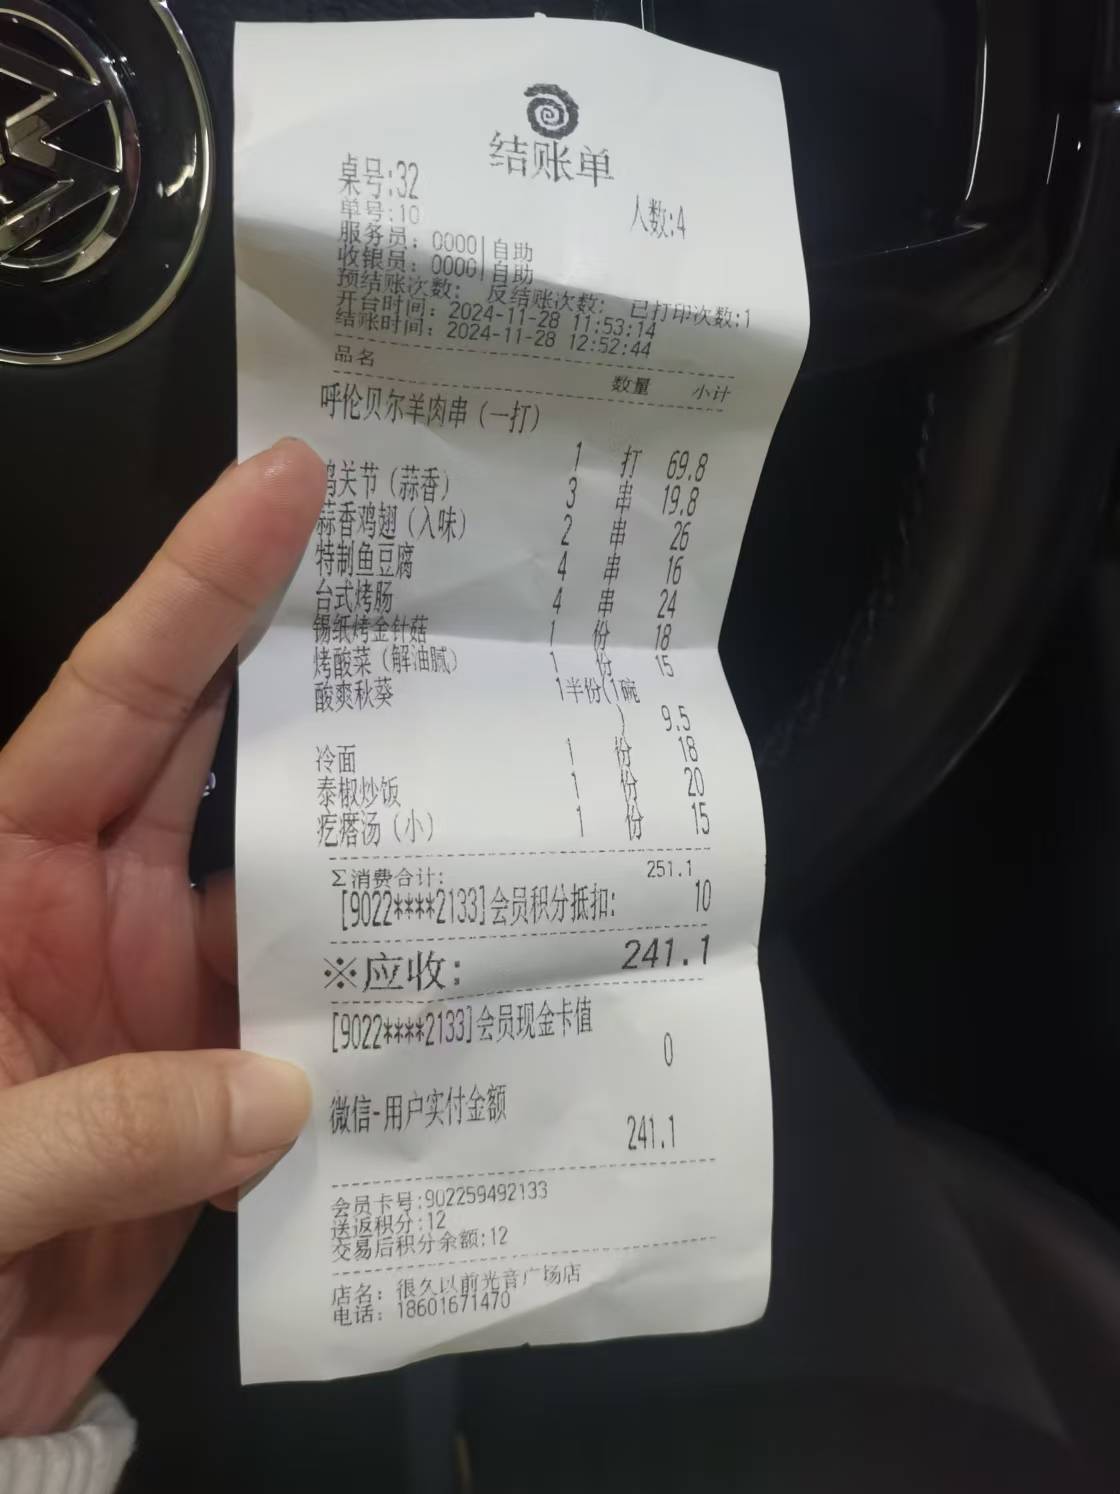 结账单
桌号:32 人数:4
单号:10
服务员: 0000|自助
收银员: 0000|自助
预结账次数: 反结账次数: 已打印次数:1
开台时间: 2024-11-28 11:53:14
结账时间: 2024-11-28 12:52:44
品名 数量 小计
呼伦贝尔羊肉串(一打)
1 打 69.8
关节(蒜香) 3 串 19.8
蒜香鸡翅(入味) 2 串 26
特制鱼豆腐 4 串 16
台式烤肠 4 串 24
锡纸烤金针菇 1 份 18
烤酸菜(解油腻) 1 份 15
酸爽秋葵 1半份(1碗
) 9.5
冷面 1 份 18
泰椒炒饭 1 份 20
疙瘩汤(小) 1 份 15
Σ消费合计: 251.1
[9022****2133]会员积分抵扣: 10
※应收: 241.1
[9022****2133]会员现金卡值
0
微信-用户实付金额
241.1
会员卡号:902259492133
送返积分:12
交易后积分余额:12
店名: 很久以前光音广场店
电话: 18601671470